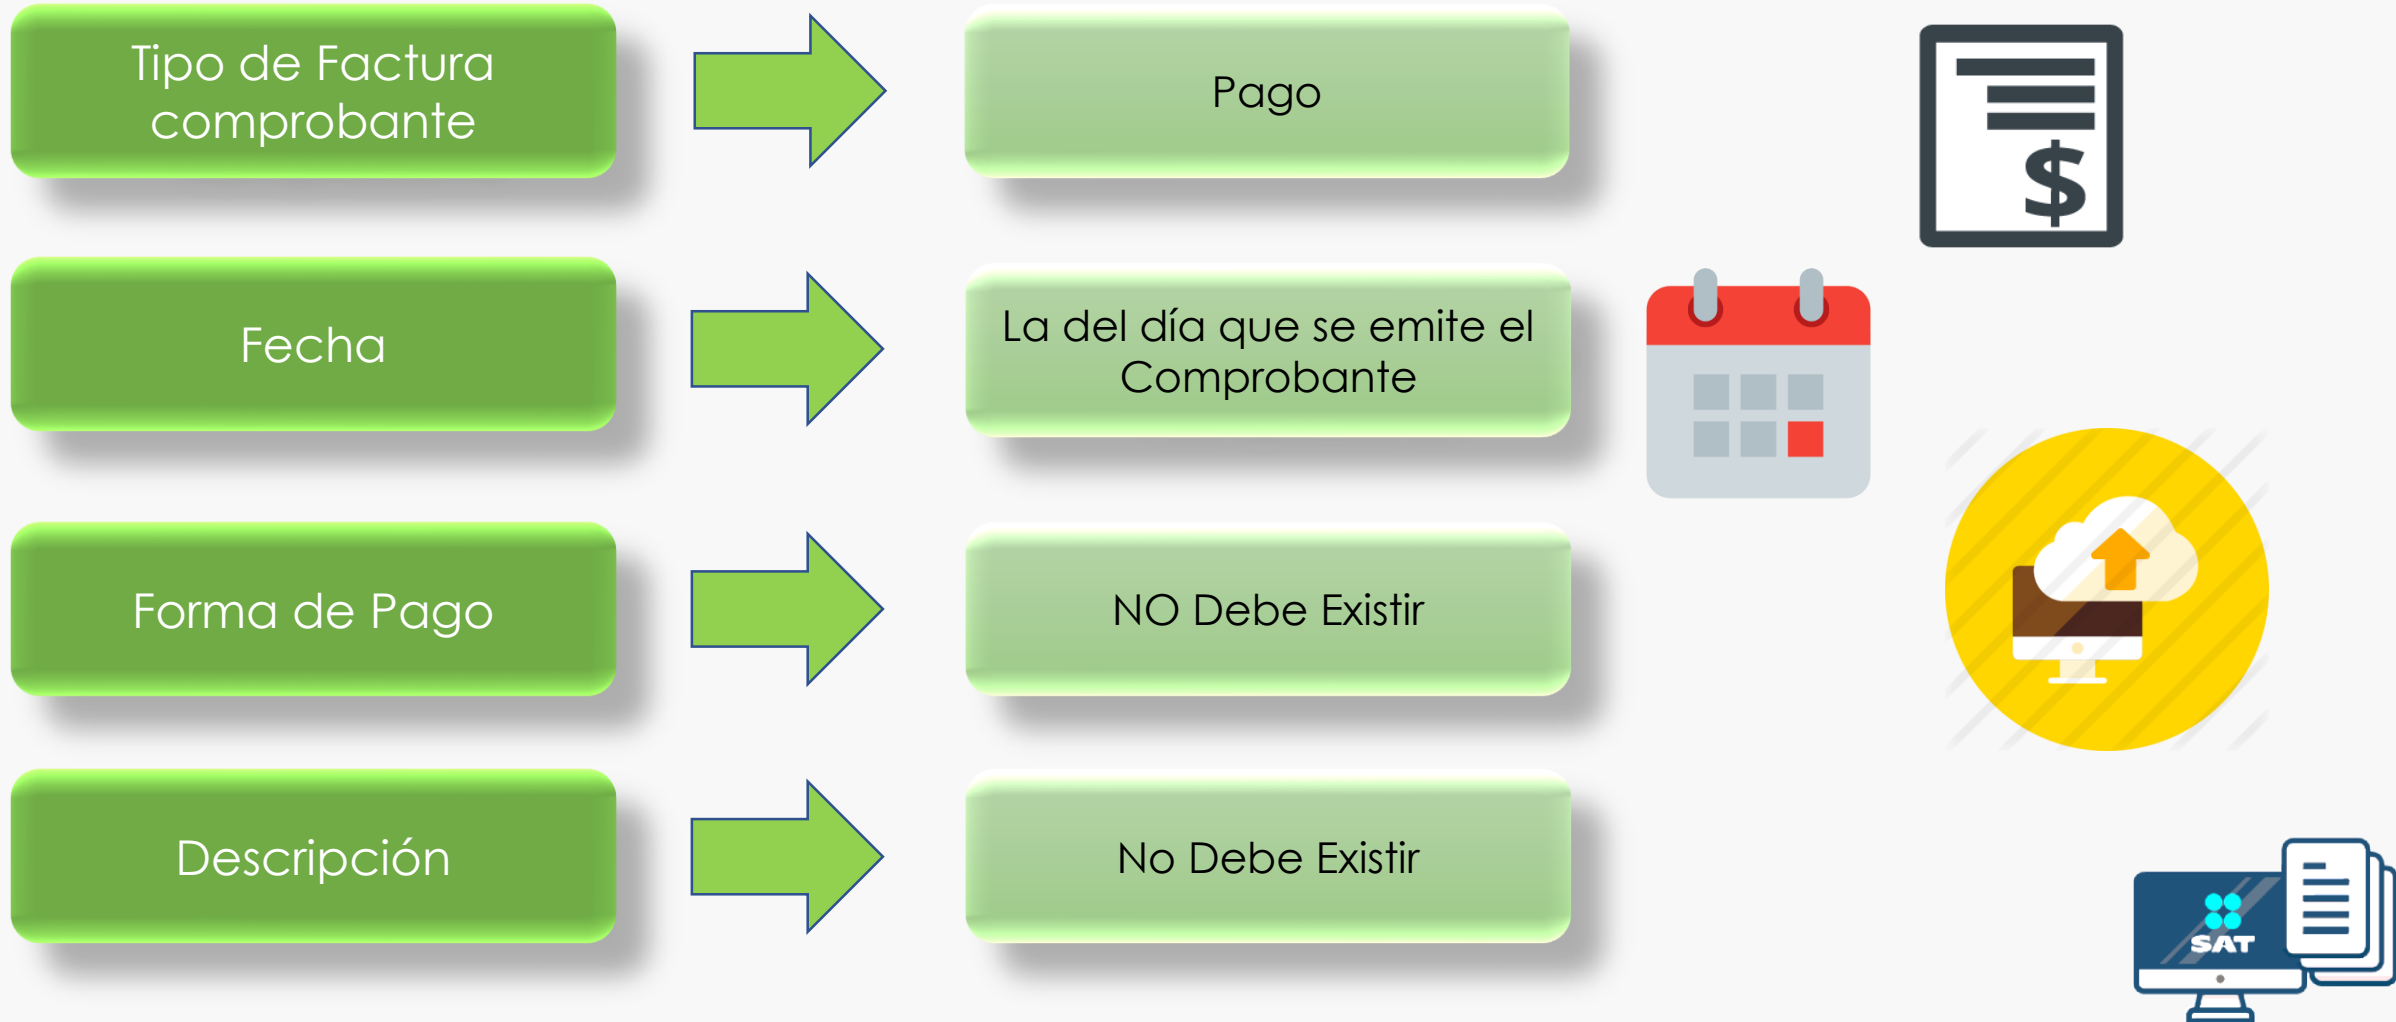 Tipo de Factura
comprobante
Pago
$
Fecha
La del día que se emite el
Comprobante
Forma de Pago
NO Debe Existir
Descripción
No Debe Existir
SAT